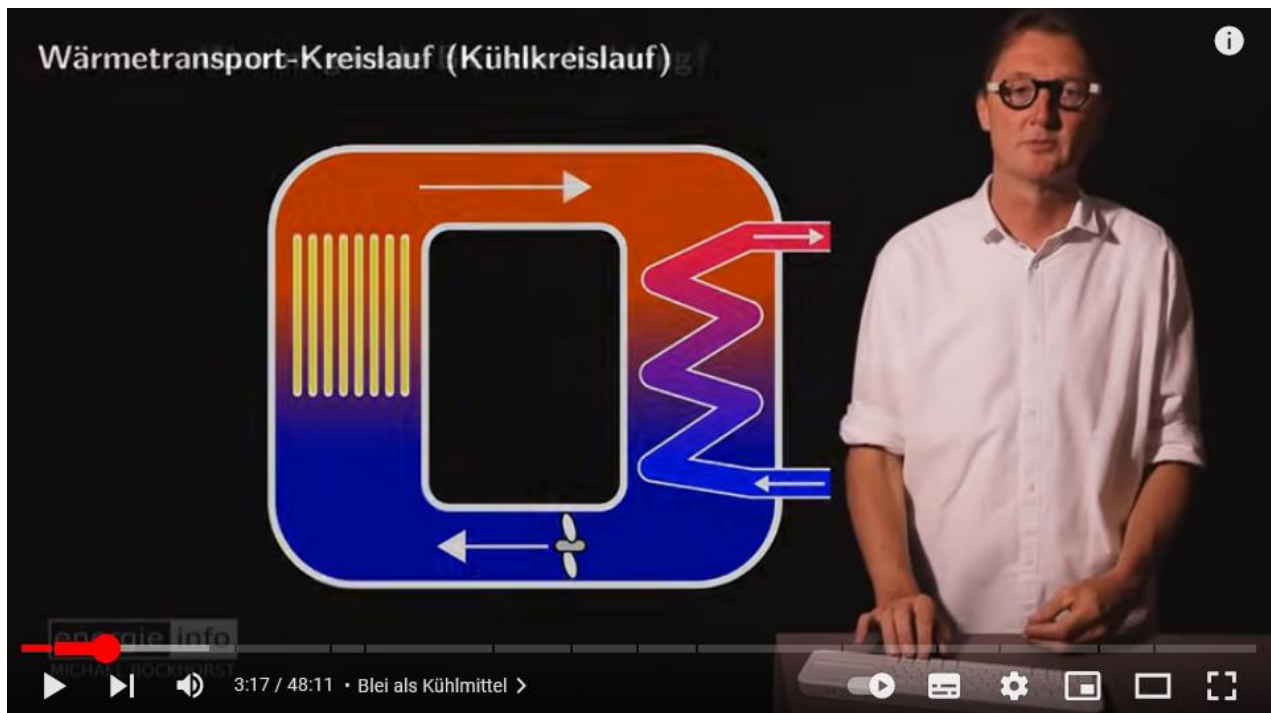 Wärmetransport-Kreislauf (Kühlkreislauf)
energie info
MICHAEL BOCKHORST
3:17 / 48:11 • Blei als Kühlmittel